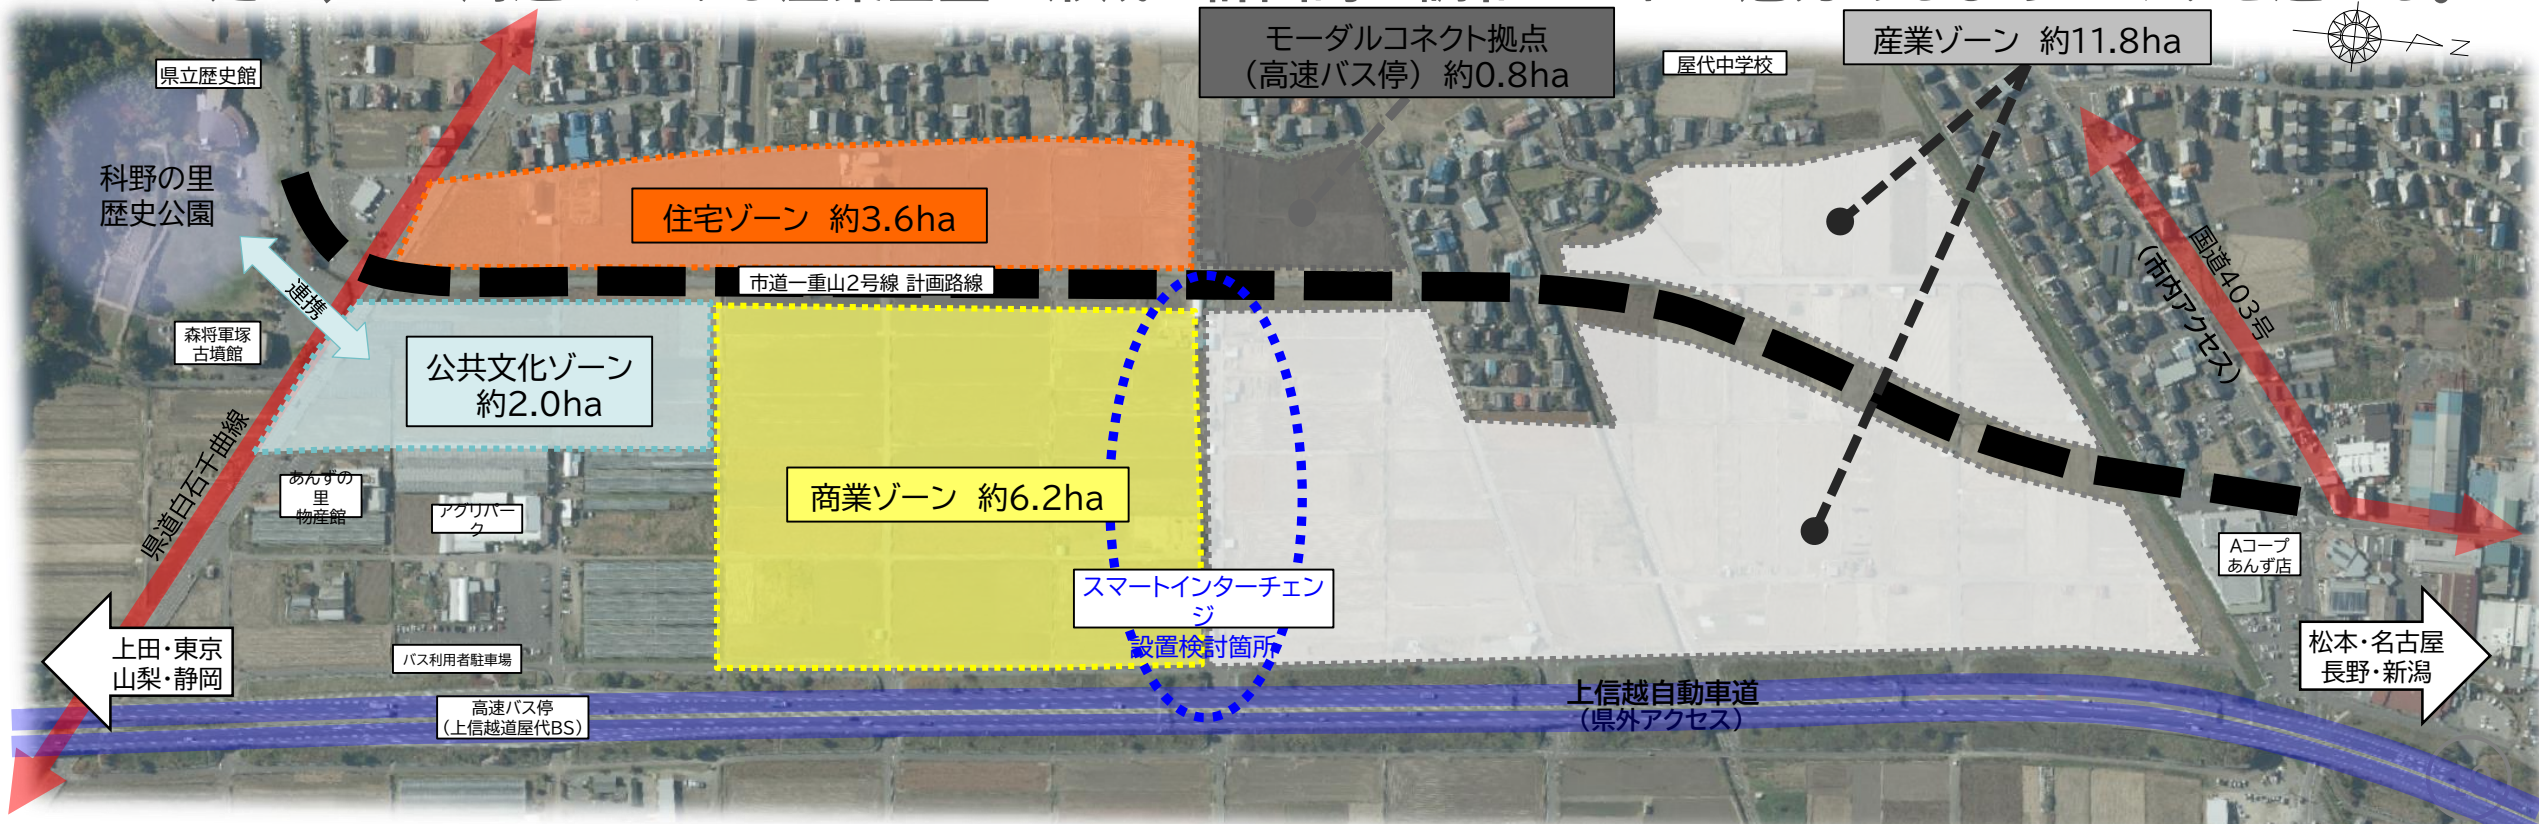 モーダルコネクト拠点
（高速バス停） 約0.8ha
産業ゾーン 約11.8ha
N
県立歴史館
屋代中学校
科野の里
歴史公園
住宅ゾーン 約3.6ha
市道一重山2号線 計画路線
連携
国道403号
（市内アクセス）
森将軍塚
古墳館
公共文化ゾーン
約2.0ha
県道白石千曲線
あんずの
里
物産館
アグリパー
ク
商業ゾーン 約6.2ha
スマートインターチェン
ジ
設置検討箇所
Aコープ
あんず店
上田・東京
山梨・静岡
バス利用者駐車場
松本・名古屋
長野・新潟
高速バス停
（上信越道屋代BS）
上信越自動車道
（県外アクセス）